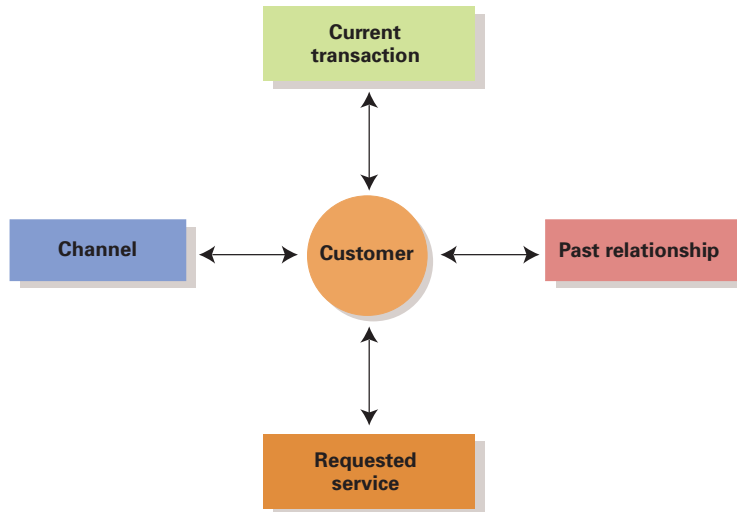 Current
transaction
Channel
Customer
Past relationship
Requested
service